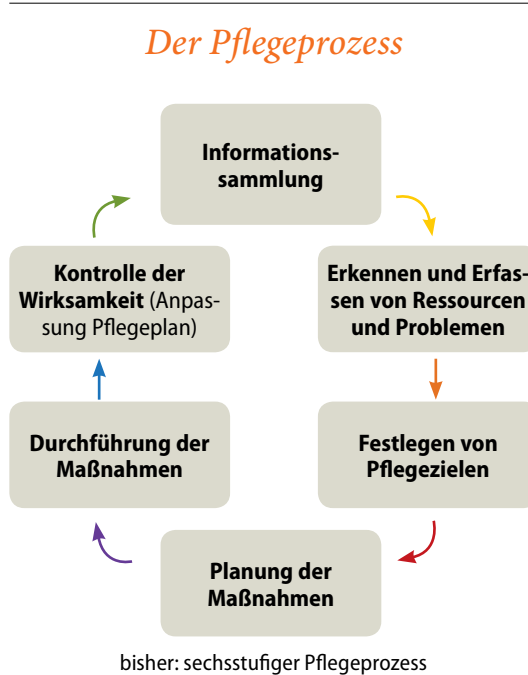 Der Pflegeprozess
Informations-
sammlung
Erkennen und Erfas-
sen von Ressourcen
und Problemen
Festlegen von
Pflegezielen
Planung der
Maßnahmen
Durchführung der
Maßnahmen
Kontrolle der
Wirksamkeit (Anpas-
sung Pflegeplan)
bisher: sechsstufiger Pflegeprozess